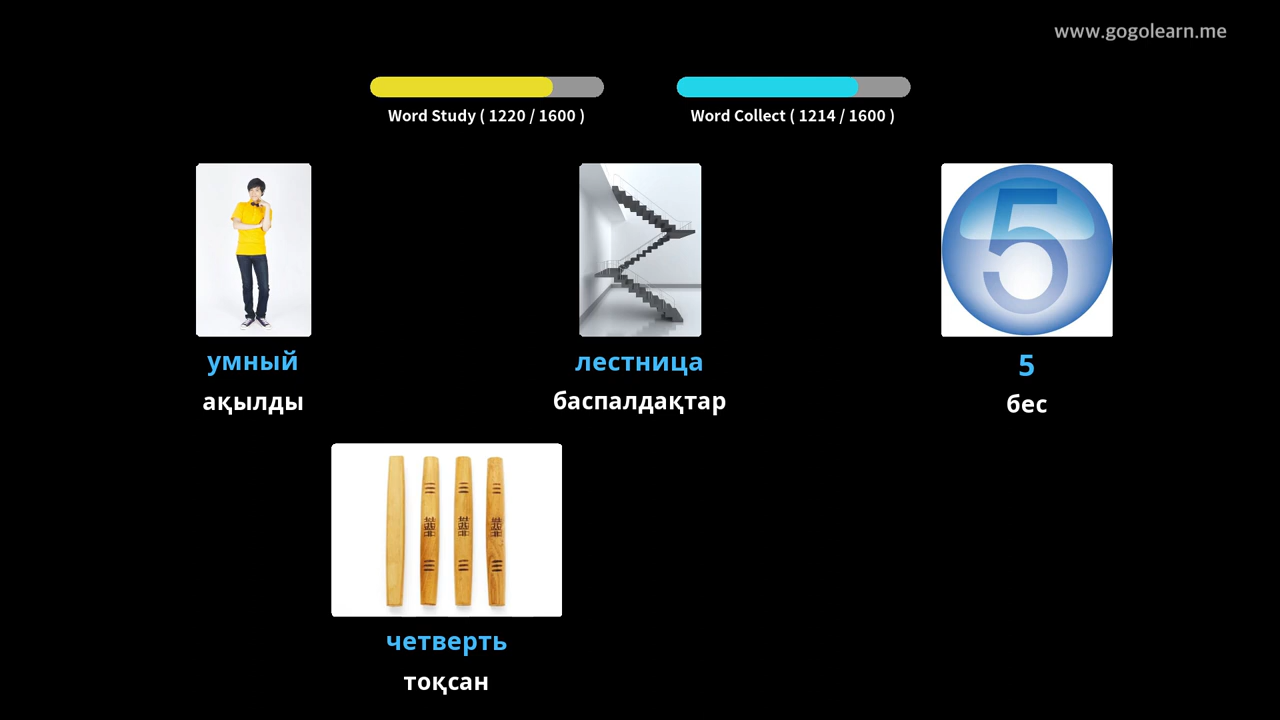 www.gogolearn.me
Word Study ( 1220 / 1600 )
Word Collect ( 1214 / 1600 )
5
умный
лестница
5
ақылды
баспалдақтар
бес
четверть
тоқсан